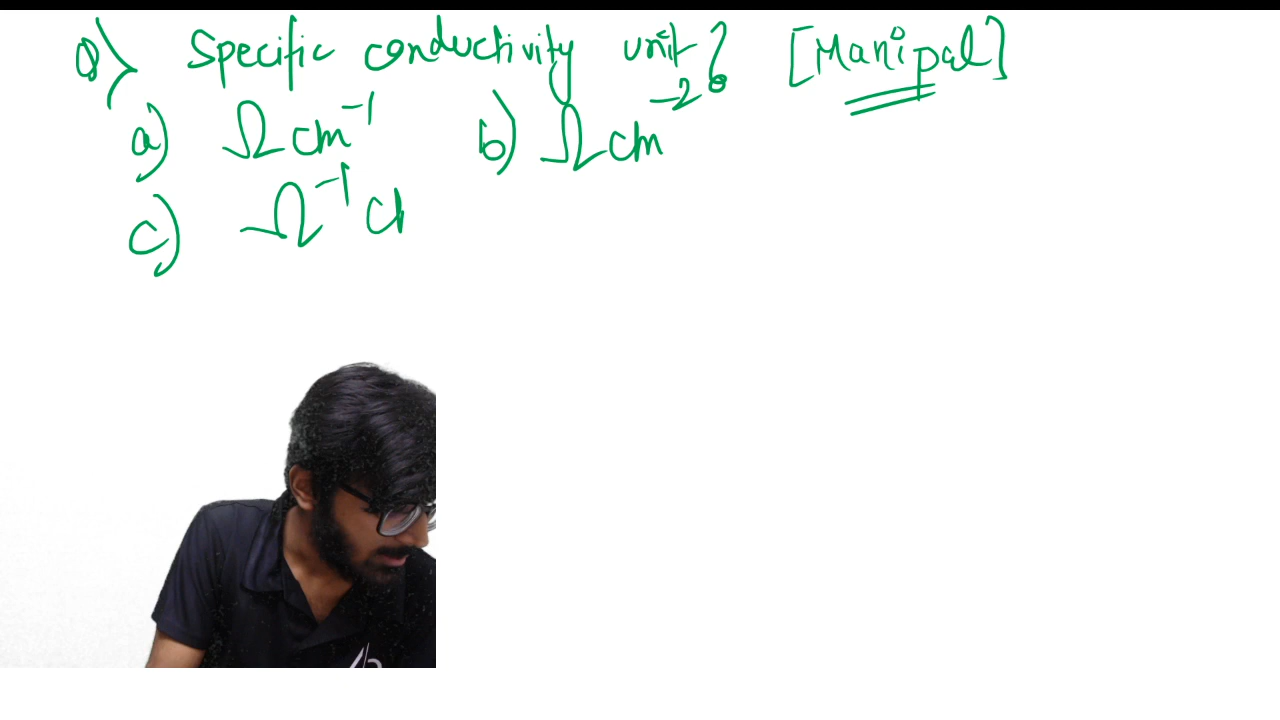 Q) Specific conductivity unit? [Manipal]
a) Ω cm⁻¹ b) Ω cm⁻²
c) Ω⁻¹ c